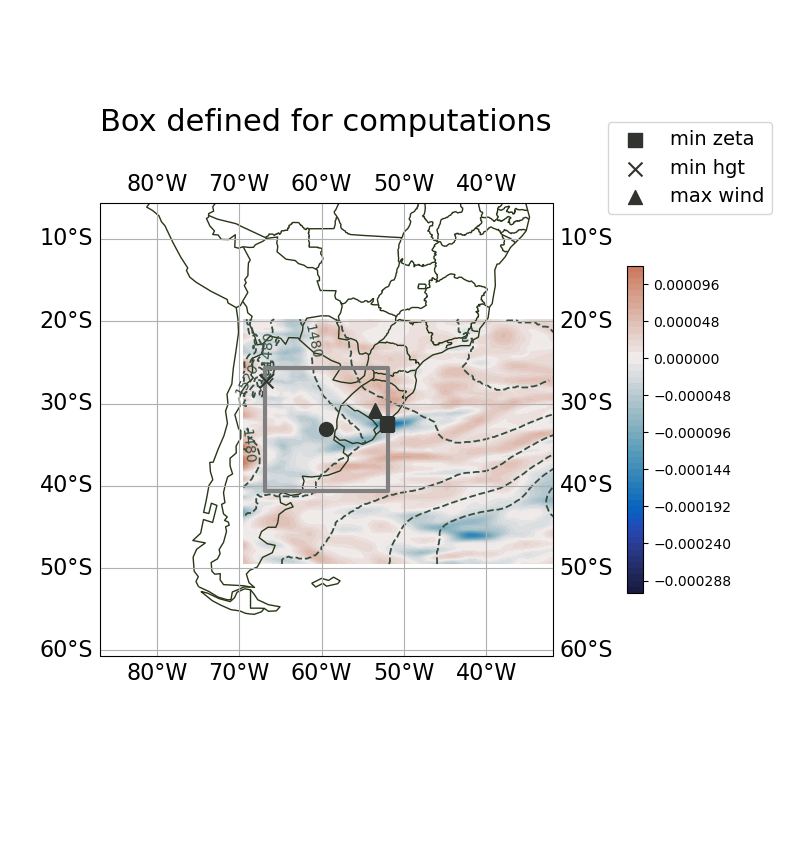 Box defined for computations
min zeta
min hgt
max wind
80°W 70°W 60°W 50°W 40°W
10°S 10°S
20°S 20°S
30°S 30°S
40°S 40°S
50°S 50°S
60°S 60°S
80°W 70°W 60°W 50°W 40°W
1480
1480
1480
0.000096
0.000048
0.000000
−0.000048
−0.000096
−0.000144
−0.000192
−0.000240
−0.000288